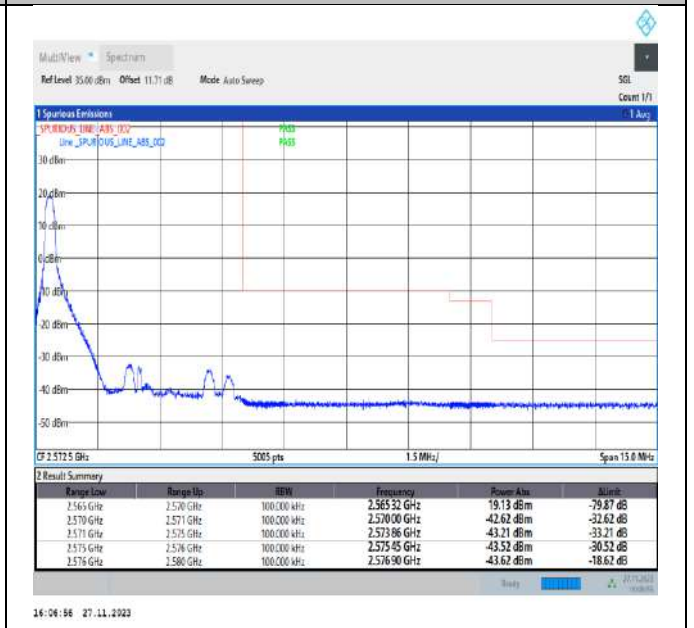 MultiView Spectrum
Ref Level 35.00 dBm Offset 11.71 dB Mode Auto Sweep SGL
Count 1/1
1 Spurious Emissions 1 Avg
_SPURIOUS_LINE_ABS_002 PASS
Line _SPURIOUS_LINE_ABS_002 PASS
30 dBm
20 dBm
10 dBm
0 dBm
-10 dBm
-20 dBm
-30 dBm
-40 dBm
-50 dBm
CF 2.5725 GHz 5005 pts 1.5 MHz/ Span 15.0 MHz
2 Result Summary
Range Low Range Up RBW Frequency Power Abs ΔLimit
2.565 GHz 2.570 GHz 100.000 kHz 2.56532 GHz 19.13 dBm -79.87 dB
2.570 GHz 2.571 GHz 100.000 kHz 2.57000 GHz -42.62 dBm -32.62 dB
2.571 GHz 2.575 GHz 100.000 kHz 2.57386 GHz -43.21 dBm -33.21 dB
2.575 GHz 2.576 GHz 100.000 kHz 2.57545 GHz -43.52 dBm -30.52 dB
2.576 GHz 2.580 GHz 100.000 kHz 2.57690 GHz -43.62 dBm -18.62 dB
Ready 27.11.2023
16:06:56 27.11.2023